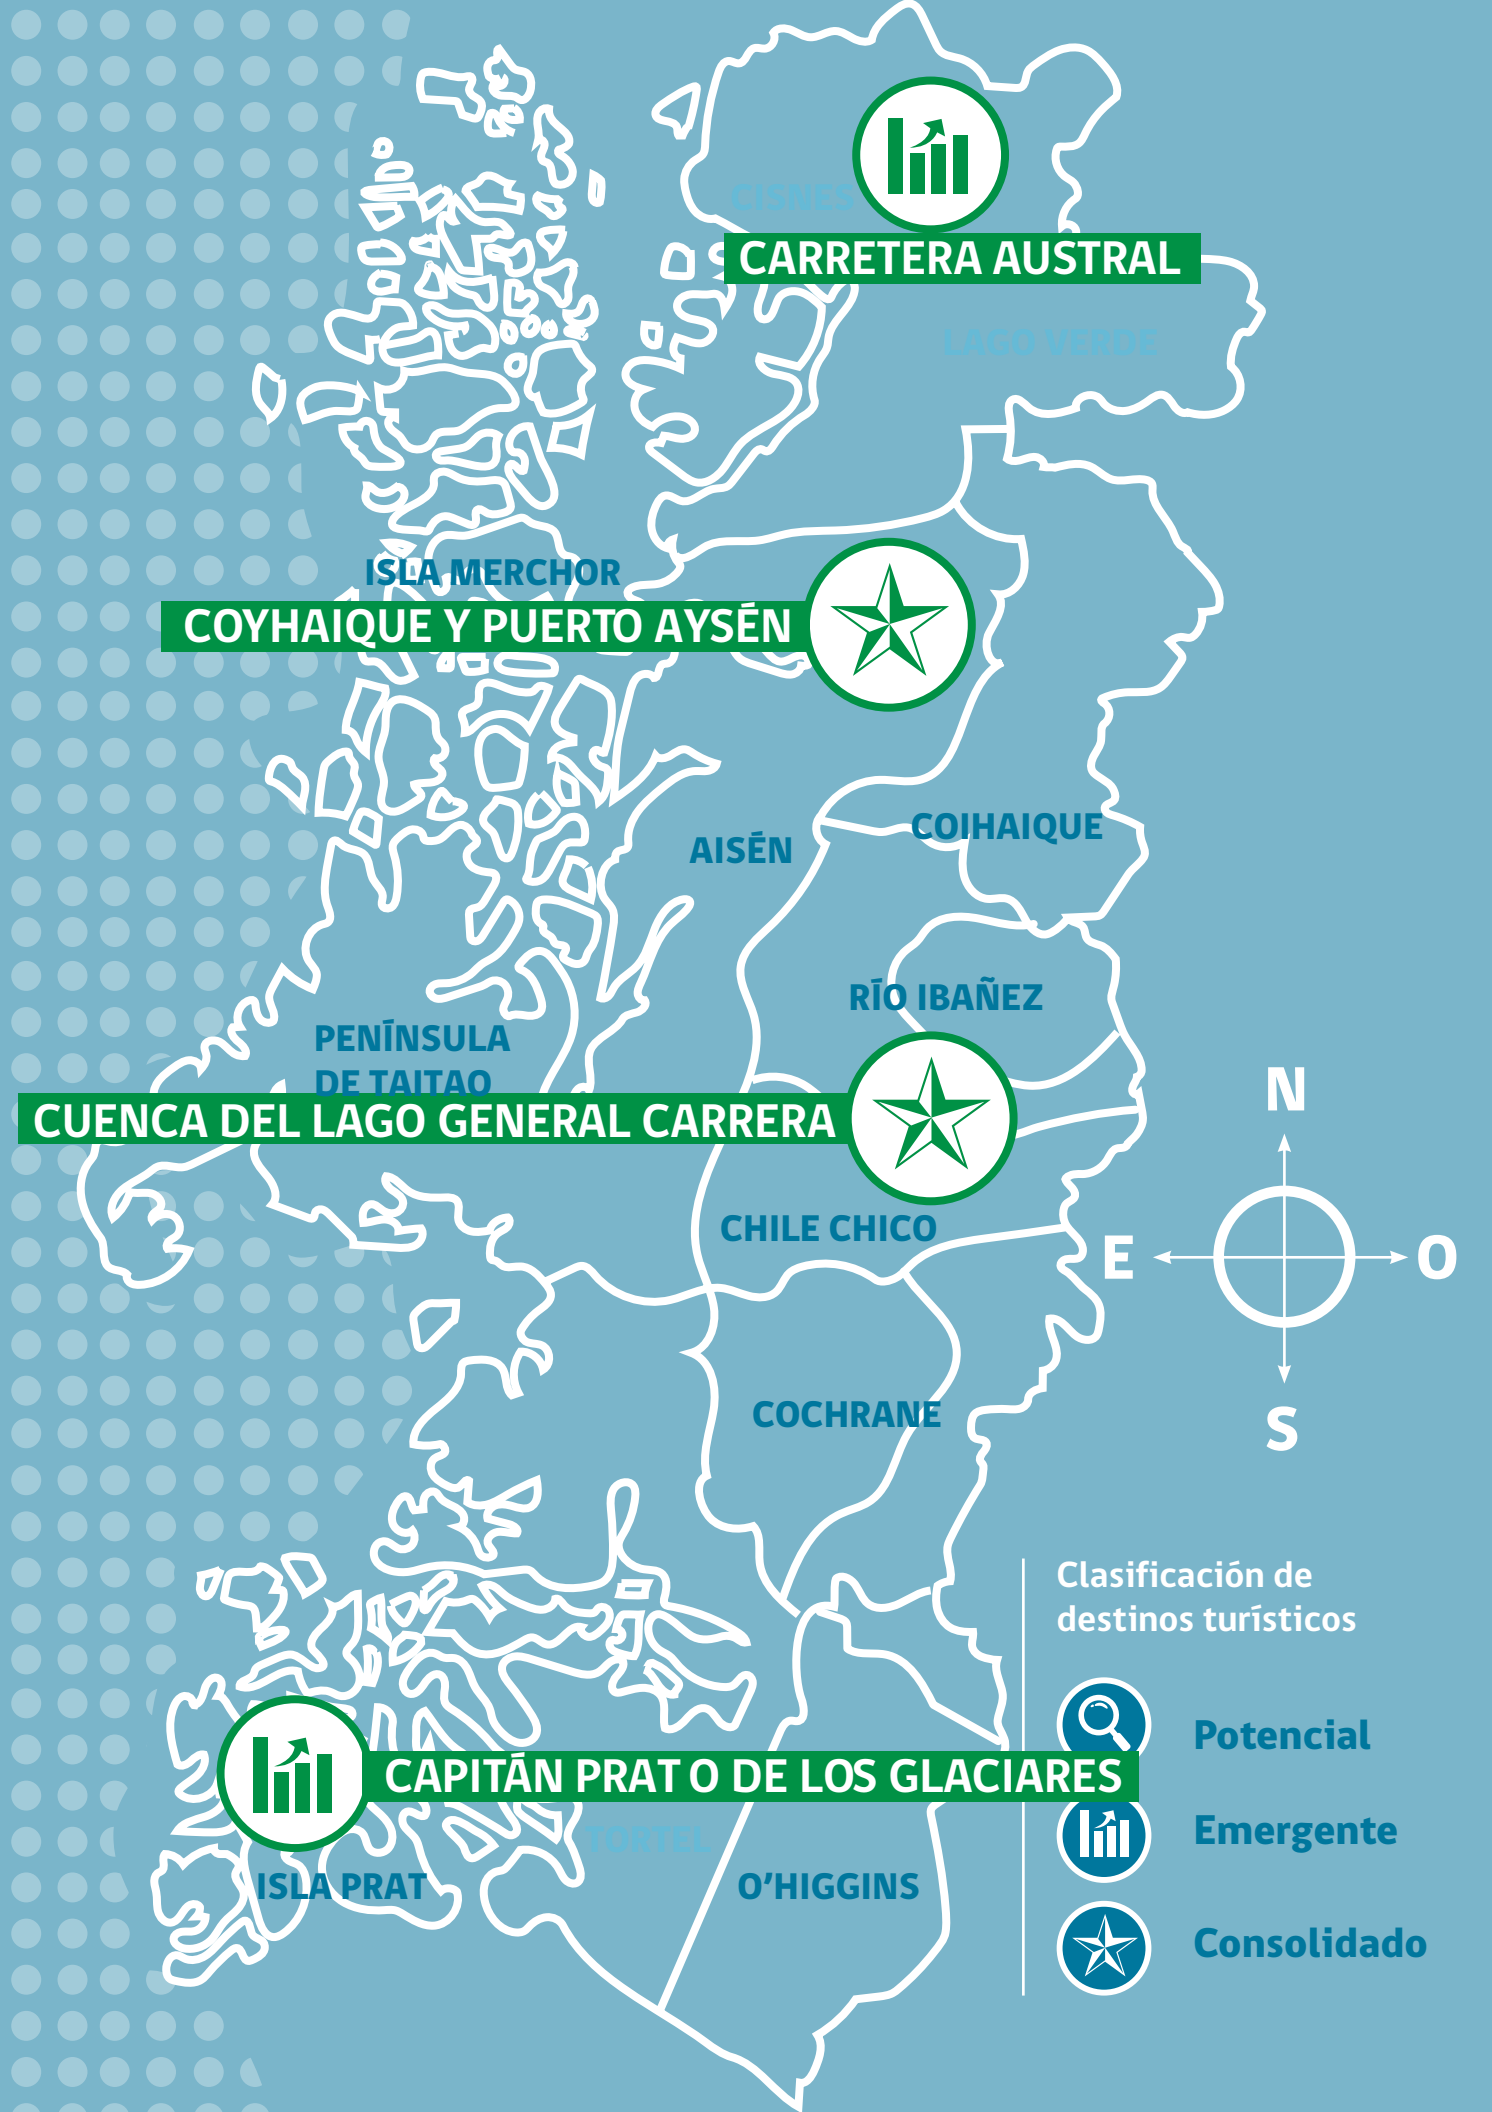 CISNES
CARRETERA AUSTRAL
LAGO VERDE
ISLA MERCHOR
COYHAIQUE Y PUERTO AYSÉN
COIHAIQUE
AISÉN
RÍO IBAÑEZ
PENÍNSULA
DE TAITAO
CUENCA DEL LAGO GENERAL CARRERA
N
E
O
S
CHILE CHICO
COCHRANE
Clasificación de
destinos turísticos
Potencial
CAPITÁN PRAT O DE LOS GLACIARES
Emergente
TORTEL
ISLA PRAT
O’HIGGINS
Consolidado